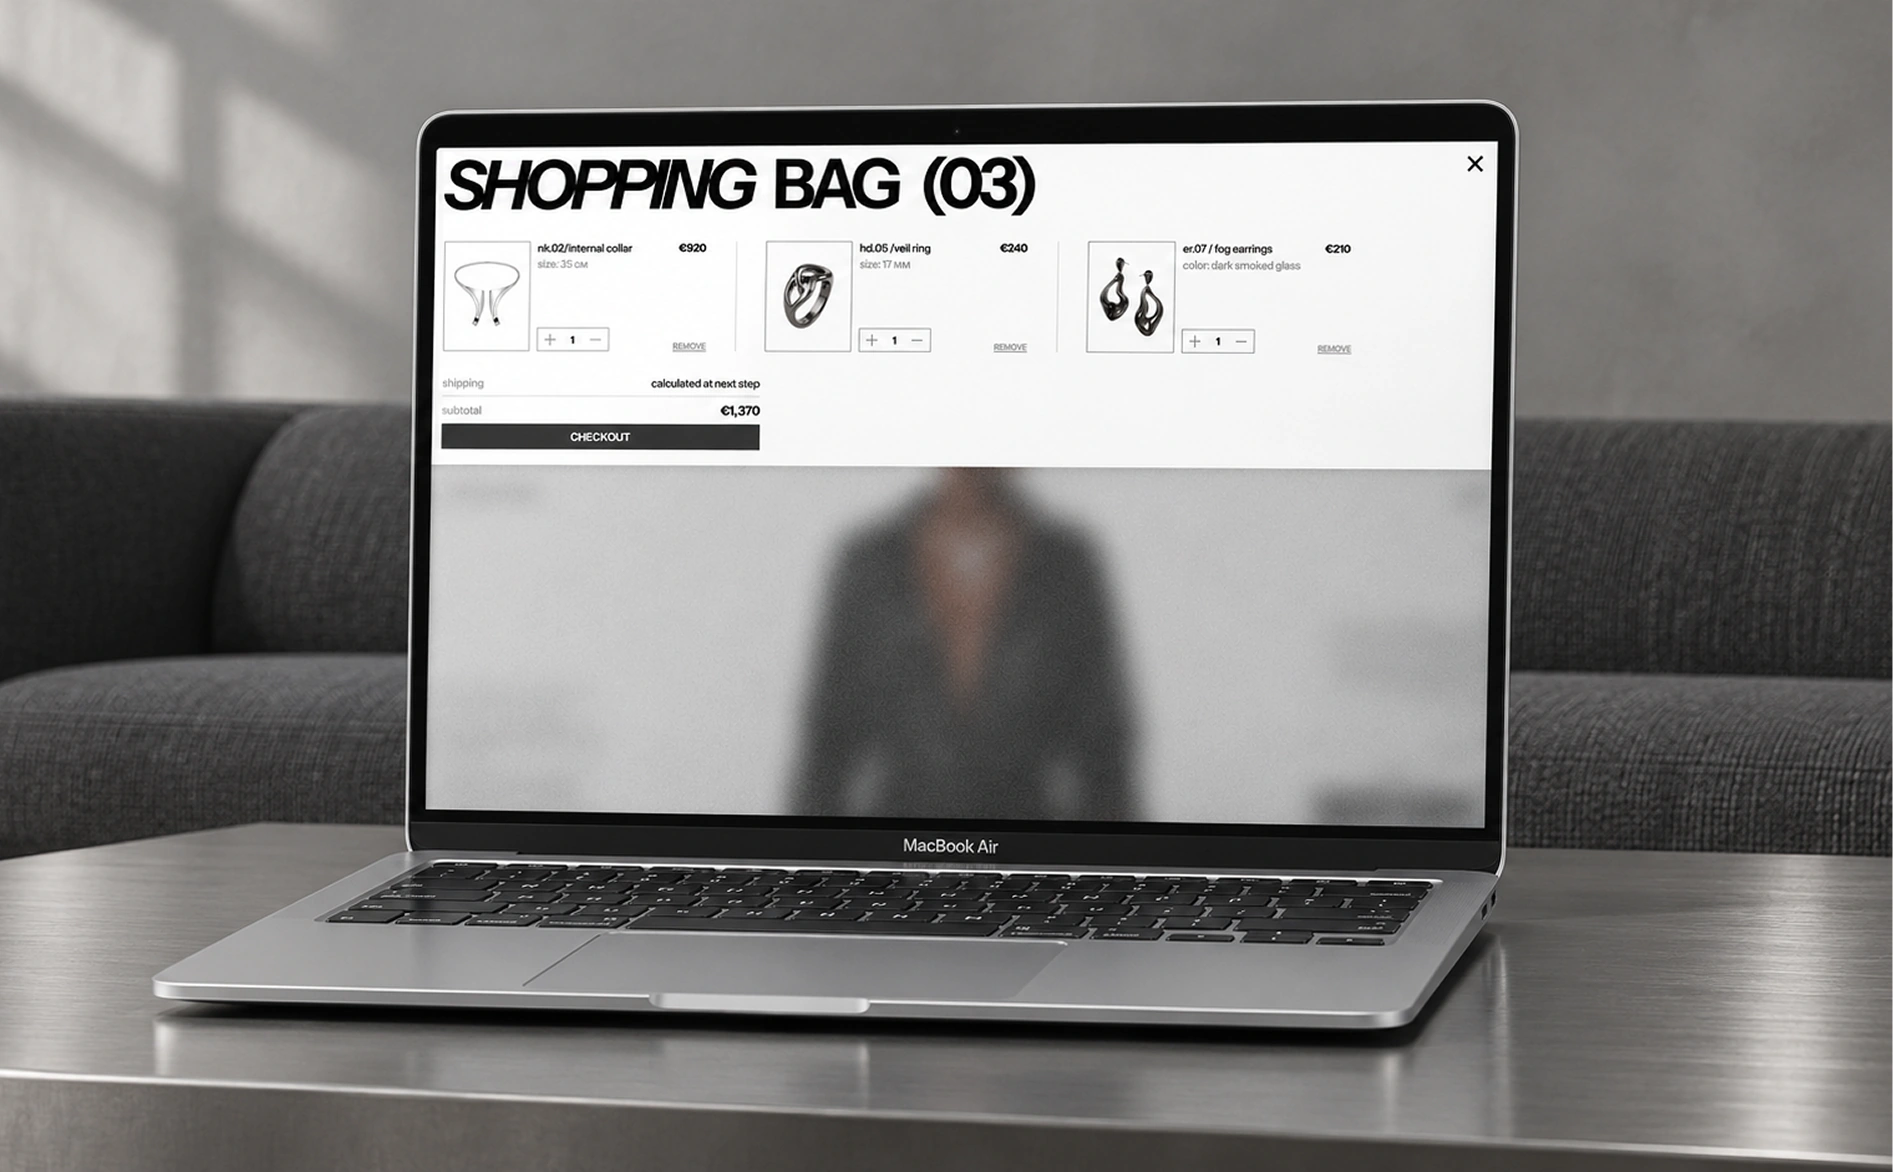 SHOPPING BAG (03)
nk.02/internal collar €920
size: 35 CM
+ 1 −
REMOVE
hd.05 /veil ring €240
size: 17 MM
+ 1 −
REMOVE
er.07 / fog earrings €210
color: dark smoked glass
+ 1 −
REMOVE
shipping calculated at next step
subtotal €1,370
CHECKOUT
MacBook Air